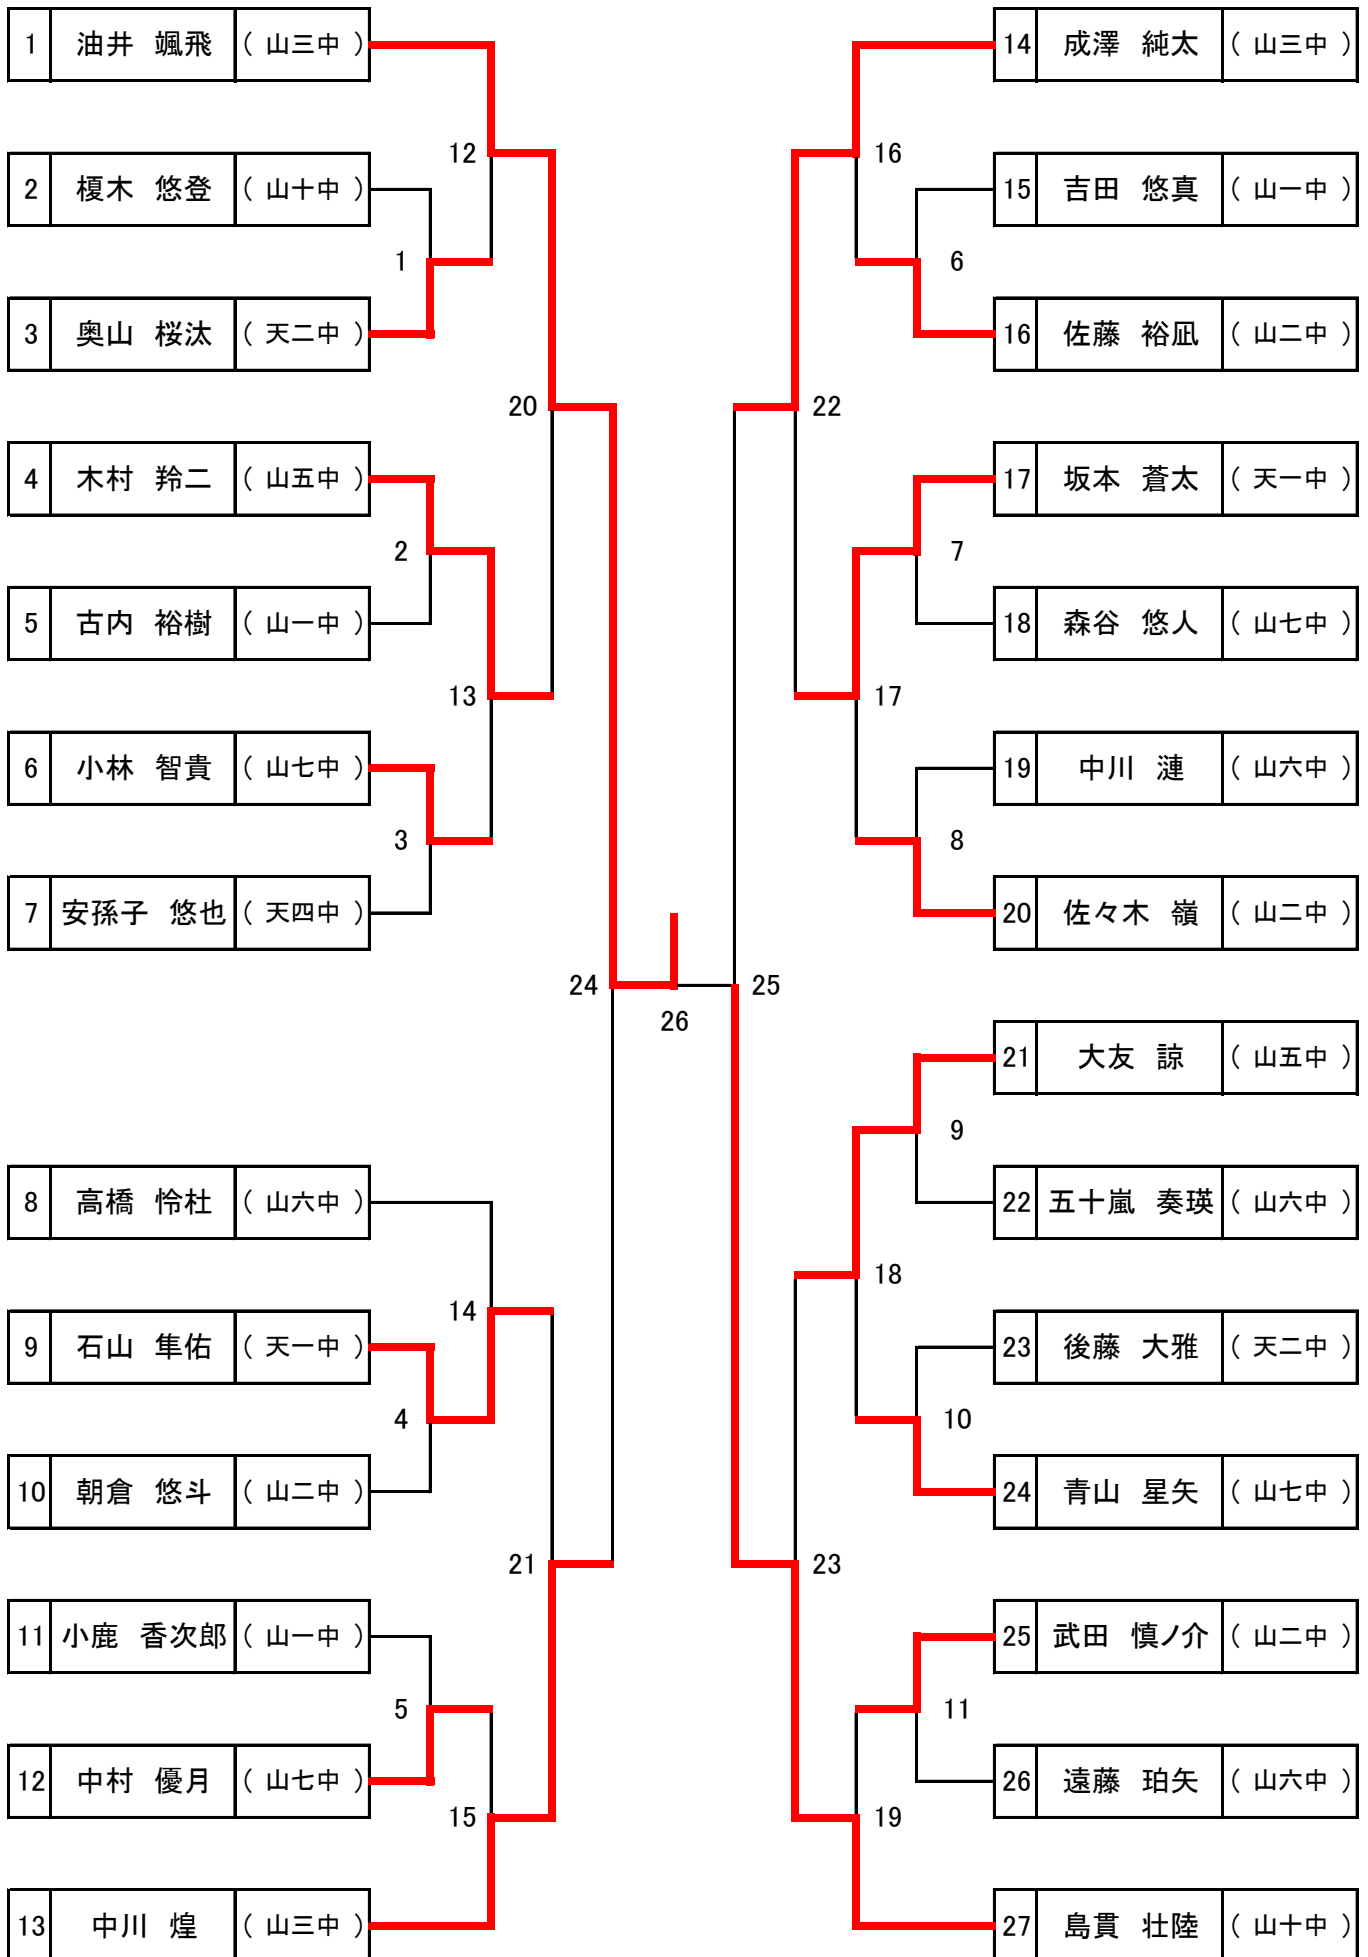 1 油井 颯飛 ( 山三中 )
12
2 榎木 悠登 ( 山十中 )
1
3 奥山 桜汰 ( 天二中 )
20
4 木村 羚二 ( 山五中 )
2
5 古内 裕樹 ( 山一中 )
13
6 小林 智貴 ( 山七中 )
3
7 安孫子 悠也 ( 天四中 )
24
8 高橋 怜杜 ( 山六中 )
14
9 石山 隼佑 ( 天一中 )
4
10 朝倉 悠斗 ( 山二中 )
21
11 小鹿 香次郎 ( 山一中 )
5
12 中村 優月 ( 山七中 )
15
13 中川 煌 ( 山三中 )
26
14 成澤 純太 ( 山三中 )
16
15 吉田 悠真 ( 山一中 )
6
16 佐藤 裕凪 ( 山二中 )
22
17 坂本 蒼太 ( 天一中 )
7
18 森谷 悠人 ( 山七中 )
17
19 中川 漣 ( 山六中 )
8
20 佐々木 嶺 ( 山二中 )
25
21 大友 諒 ( 山五中 )
9
22 五十嵐 奏瑛 ( 山六中 )
18
23 後藤 大雅 ( 天二中 )
10
24 青山 星矢 ( 山七中 )
23
25 武田 慎ノ介 ( 山二中 )
11
26 遠藤 珀矢 ( 山六中 )
19
27 島貫 壮陸 ( 山十中 )